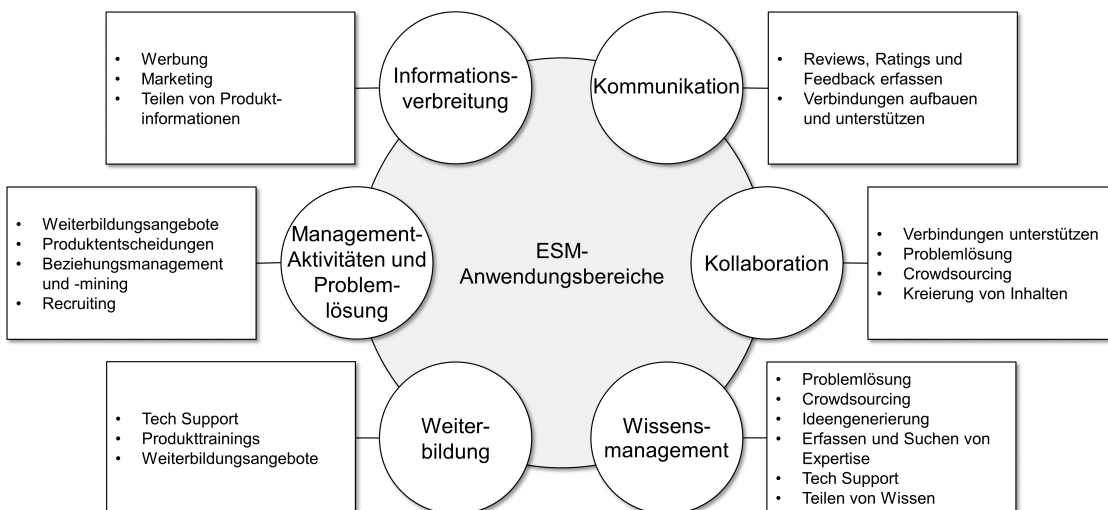 • Werbung
• Marketing
• Teilen von Produkt-
informationen
Informations-
verbreitung
Kommunikation
• Reviews, Ratings und
Feedback erfassen
• Verbindungen aufbauen
und unterstützen
• Weiterbildungsangebote
• Produktentscheidungen
• Beziehungsmanagement
und -mining
• Recruiting
Management-
Aktivitäten und
Problem-
lösung
ESM-
Anwendungsbereiche
Kollaboration
• Verbindungen unterstützen
• Problemlösung
• Crowdsourcing
• Kreierung von Inhalten
• Tech Support
• Produkttrainings
• Weiterbildungsangebote
Weiter-
bildung
Wissens-
management
• Problemlösung
• Crowdsourcing
• Ideengenerierung
• Erfassen und Suchen von
Expertise
• Tech Support
• Teilen von Wissen